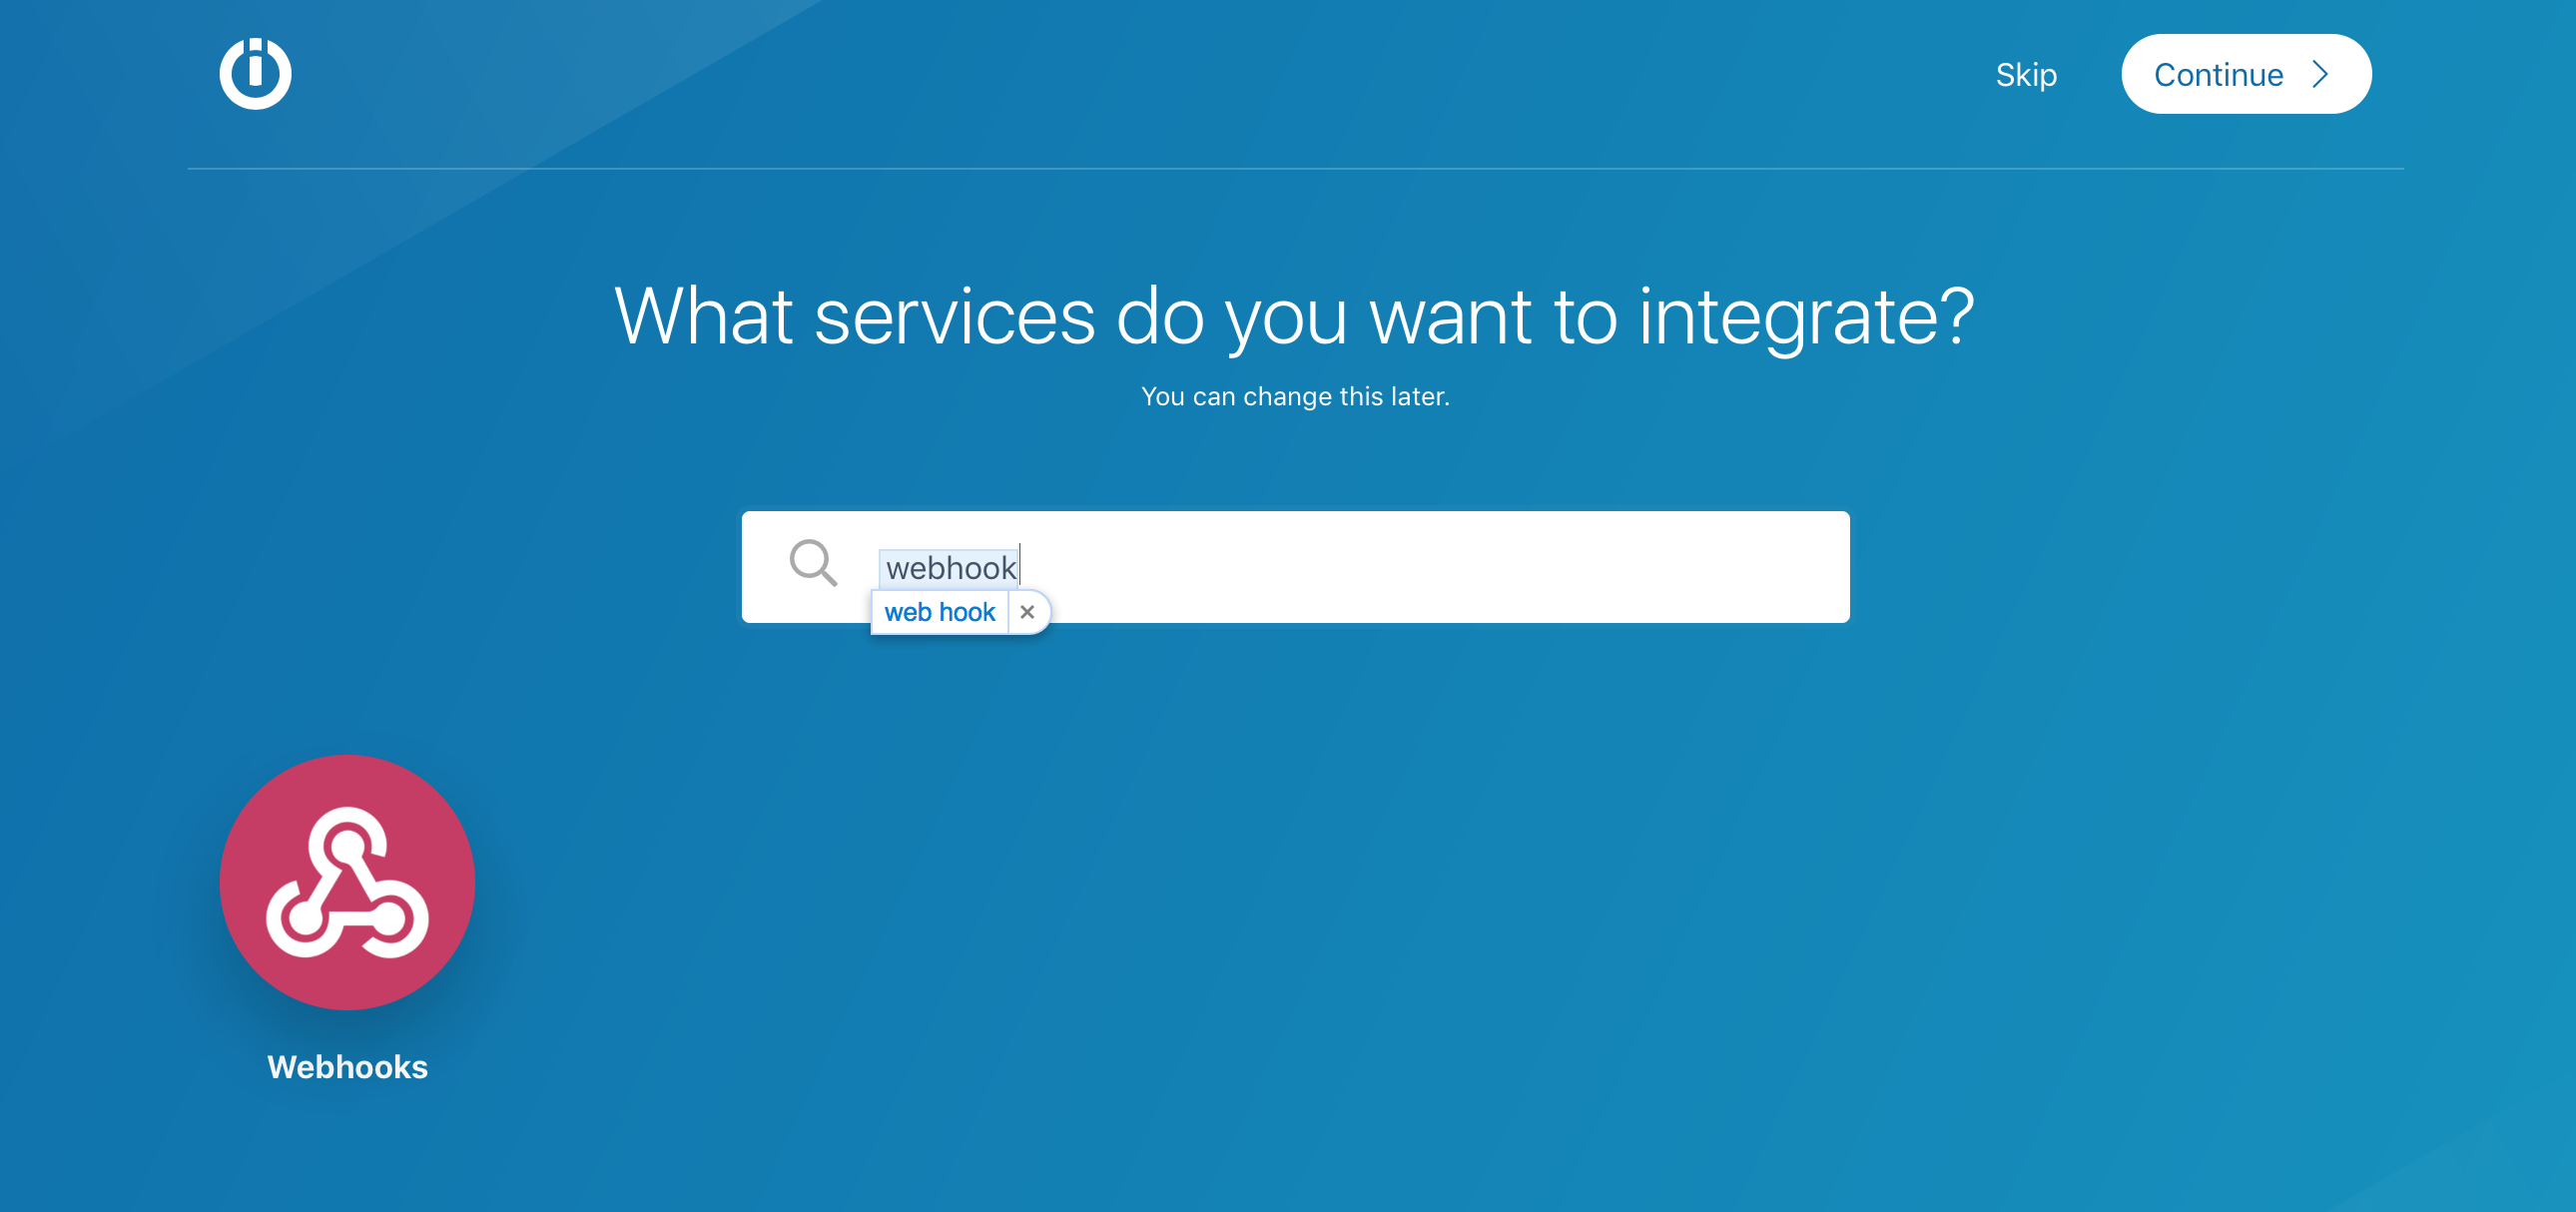 Skip
Continue
What services do you want to integrate?
You can change this later.
webhook
web hook
Webhooks